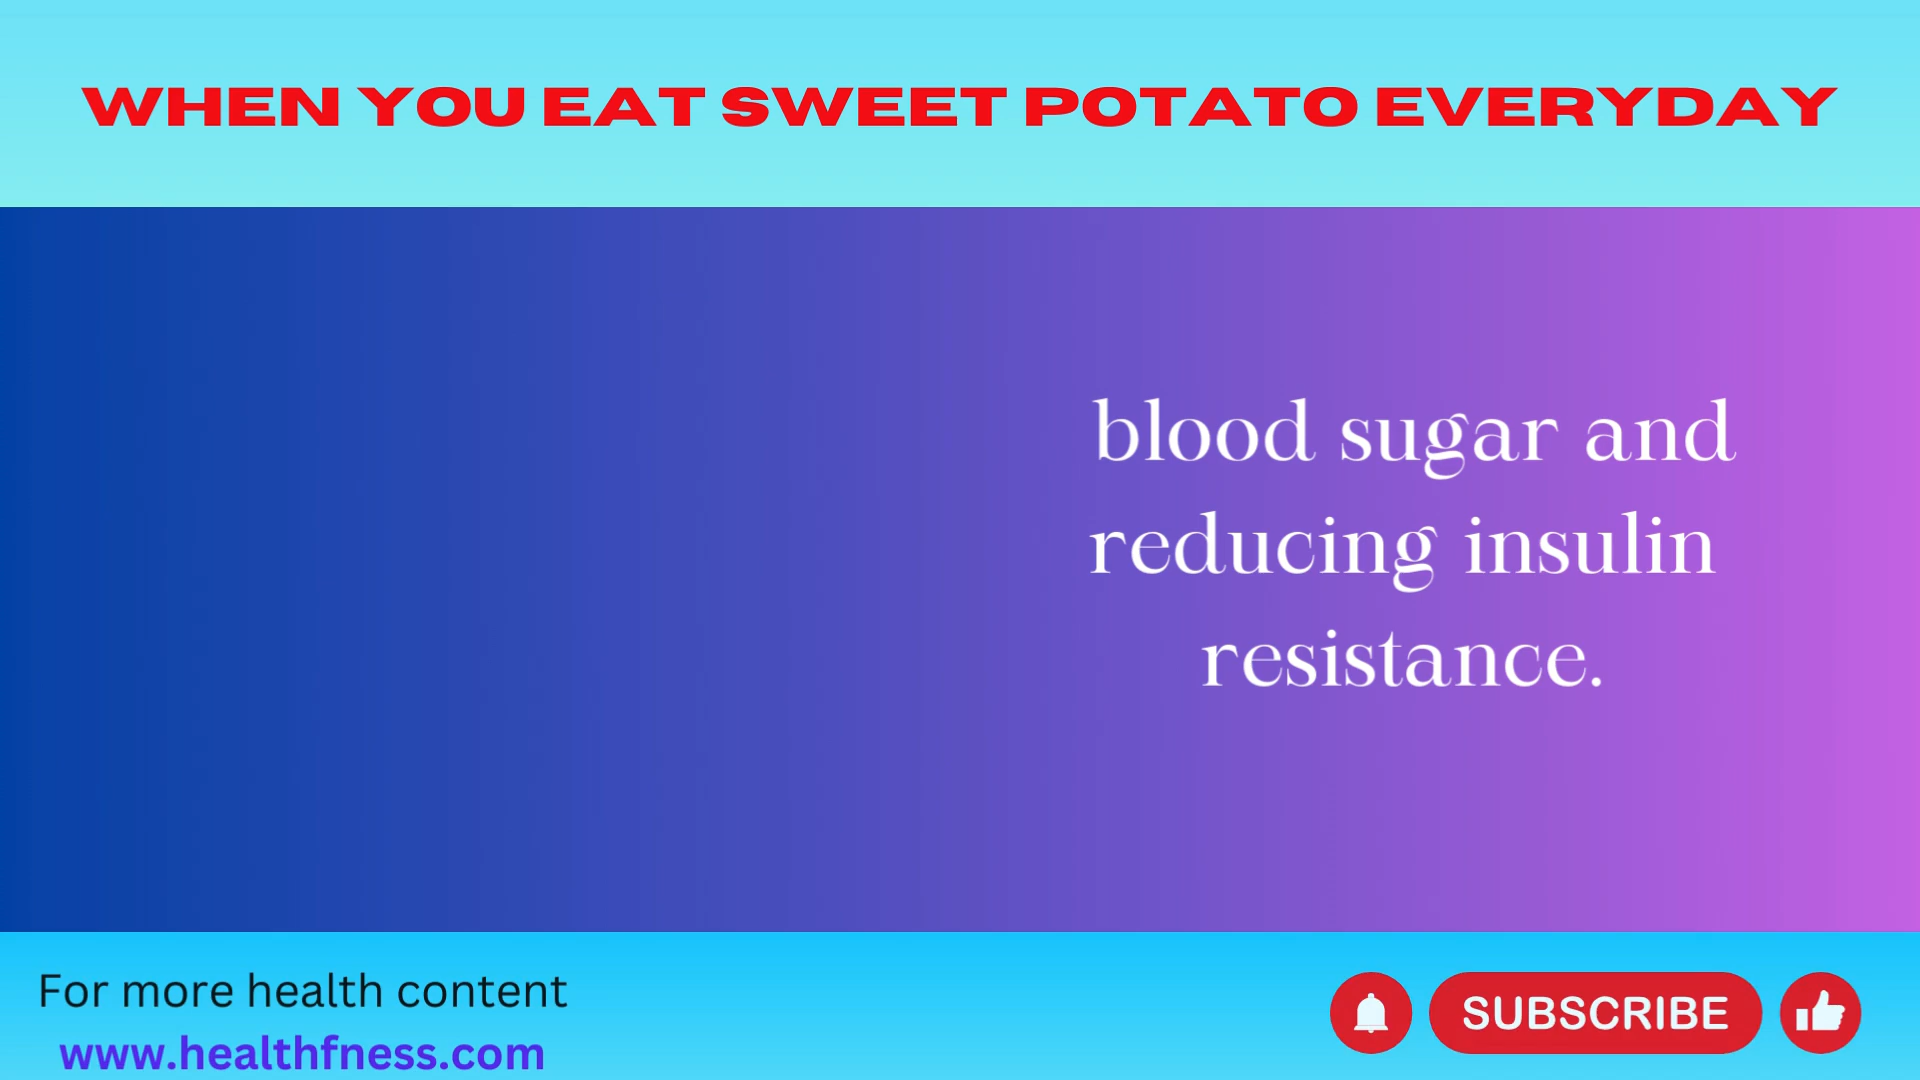 WHEN YOU EAT SWEET POTATO EVERYDAY
blood sugar and
reducing insulin
resistance.
For more health content
www.healthfness.com
SUBSCRIBE